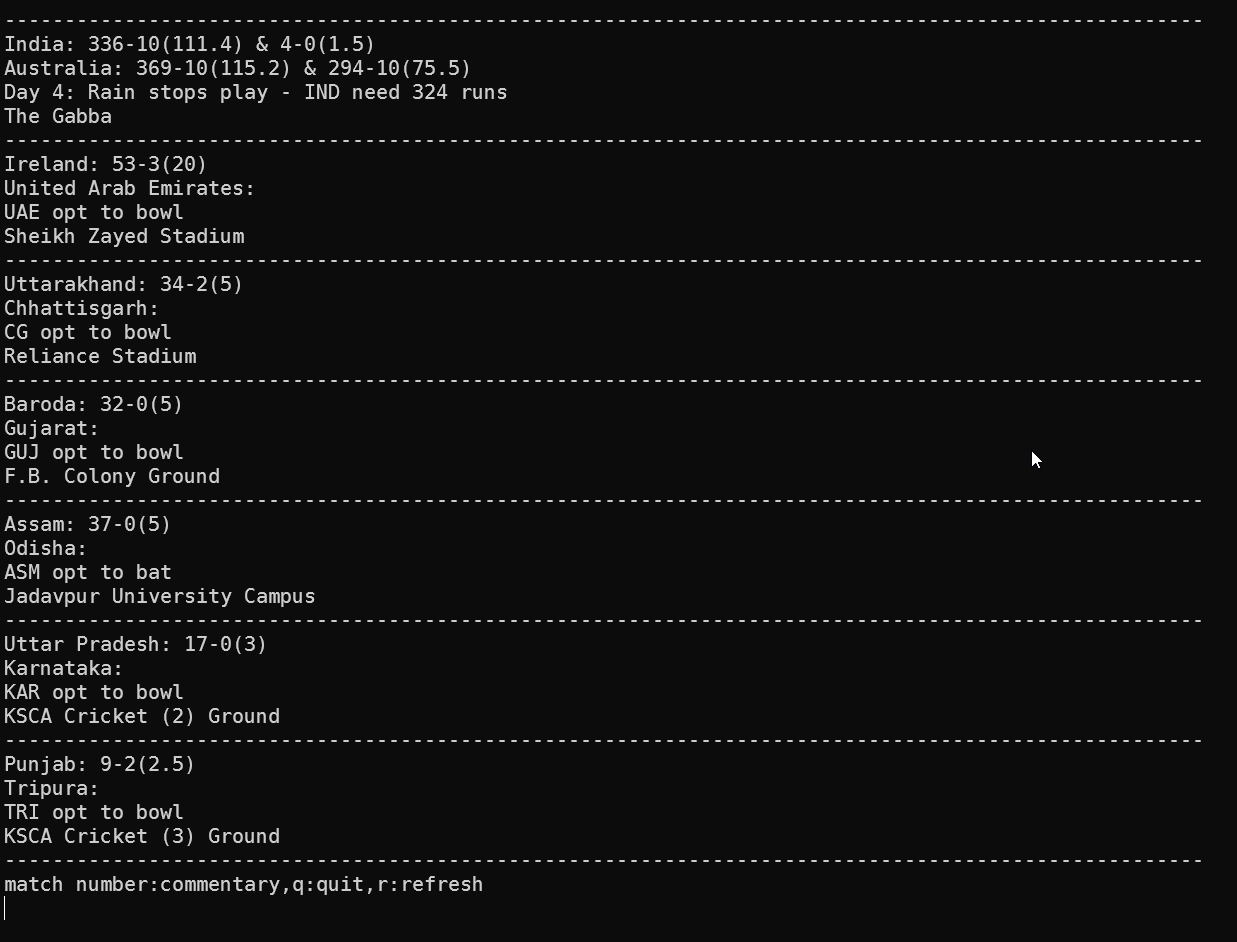 ----------------------------------------------------------------------------------------------------
India: 336-10(111.4) & 4-0(1.5)
Australia: 369-10(115.2) & 294-10(75.5)
Day 4: Rain stops play - IND need 324 runs
The Gabba
----------------------------------------------------------------------------------------------------
Ireland: 53-3(20)
United Arab Emirates:
UAE opt to bowl
Sheikh Zayed Stadium
----------------------------------------------------------------------------------------------------
Uttarakhand: 34-2(5)
Chhattisgarh:
CG opt to bowl
Reliance Stadium
----------------------------------------------------------------------------------------------------
Baroda: 32-0(5)
Gujarat:
GUJ opt to bowl
F.B. Colony Ground
----------------------------------------------------------------------------------------------------
Assam: 37-0(5)
Odisha:
ASM opt to bat
Jadavpur University Campus
----------------------------------------------------------------------------------------------------
Uttar Pradesh: 17-0(3)
Karnataka:
KAR opt to bowl
KSCA Cricket (2) Ground
----------------------------------------------------------------------------------------------------
Punjab: 9-2(2.5)
Tripura:
TRI opt to bowl
KSCA Cricket (3) Ground
----------------------------------------------------------------------------------------------------
match number:commentary,q:quit,r:refresh